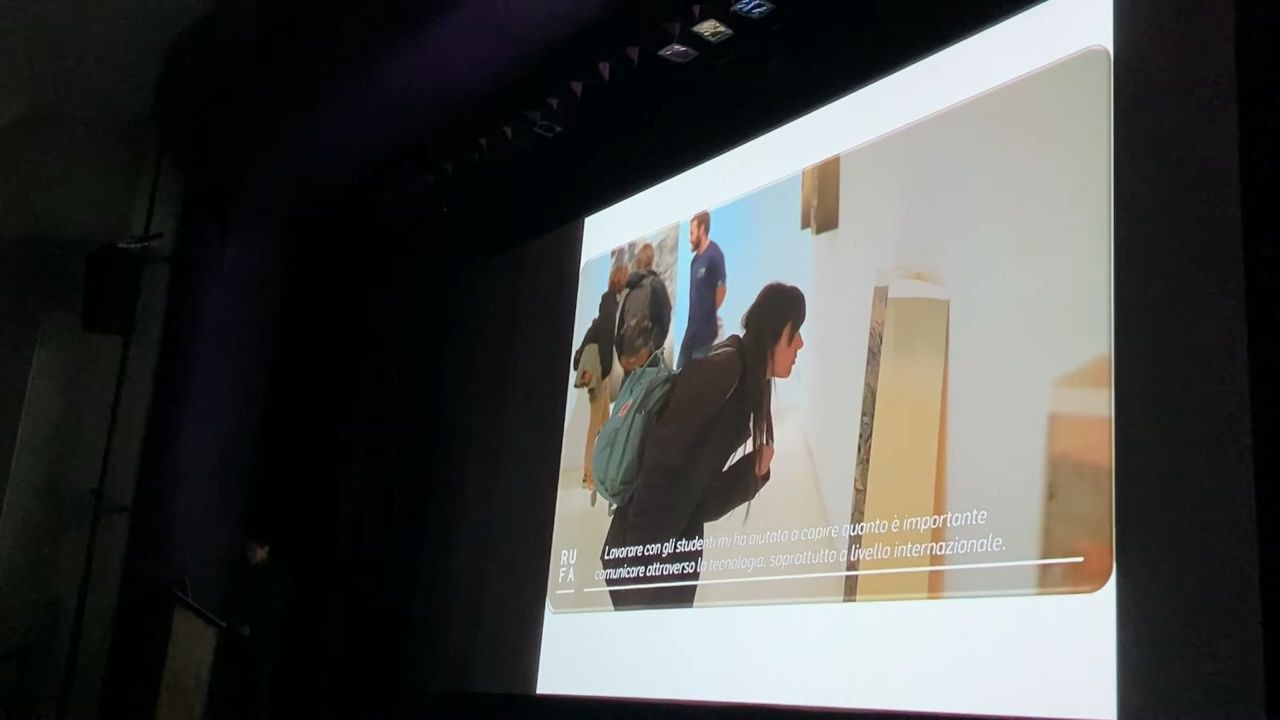 RU
FA
Lavorare con gli studenti mi ha aiutato a capire quanto è importante
comunicare attraverso la tecnologia, soprattutto a livello internazionale.